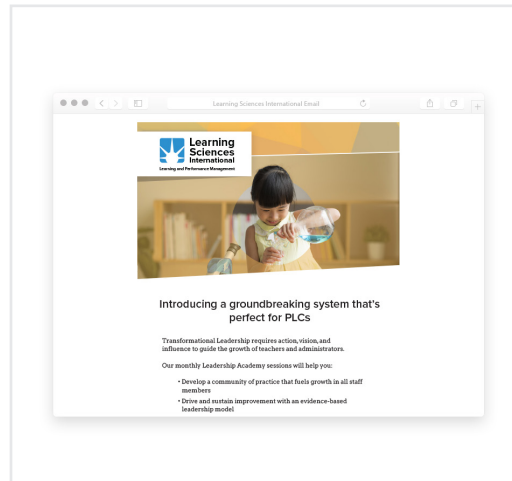 Learning Sciences International Email
Learning
Sciences
International
Learning and Performance Management
Introducing a groundbreaking system that's
perfect for PLCs
Transformational Leadership requires action, vision, and
influence to guide the growth of teachers and administrators.
Our monthly Leadership Academy sessions will help you:
• Develop a community of practice that fuels growth in all staff
members
• Drive and sustain improvement with an evidence-based
leadership model